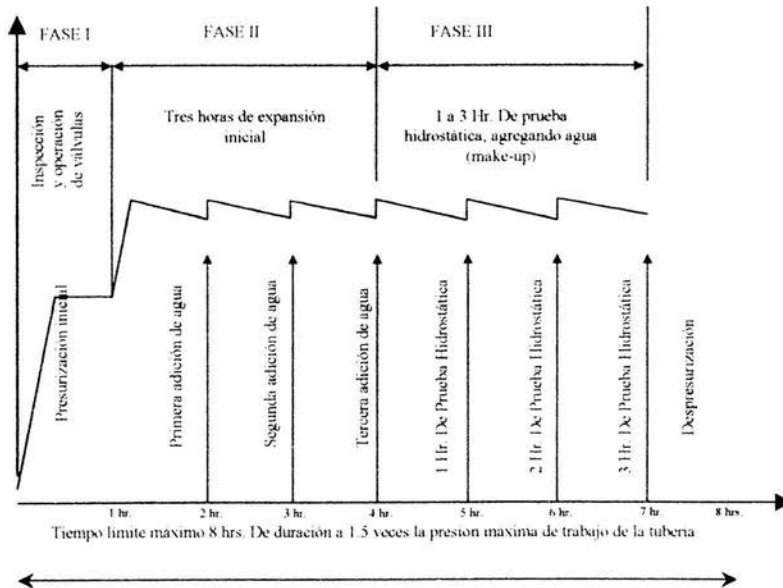 FASE I
FASE II
FASE III
Inspección
y operación
de válvulas
Tres horas de expansión
inicial
1 a 3 Hr. De prueba
hidrostática, agregando agua
(make-up)
Presurización inicial
Primera adición de agua
Segunda adición de agua
Tercera adición de agua
1 Hr. De Prueba Hidrostática
2 Hr. De Prueba Hidrostática
3 Hr. De Prueba Hidrostática
Despresurización
1 hr.
2 hr.
3 hr.
4 hr.
5 hr.
6 hr.
7 hr.
8 hrs.
Tiempo limite máximo 8 hrs. De duración a 1.5 veces la presion maxima de trabajo de la tuberia